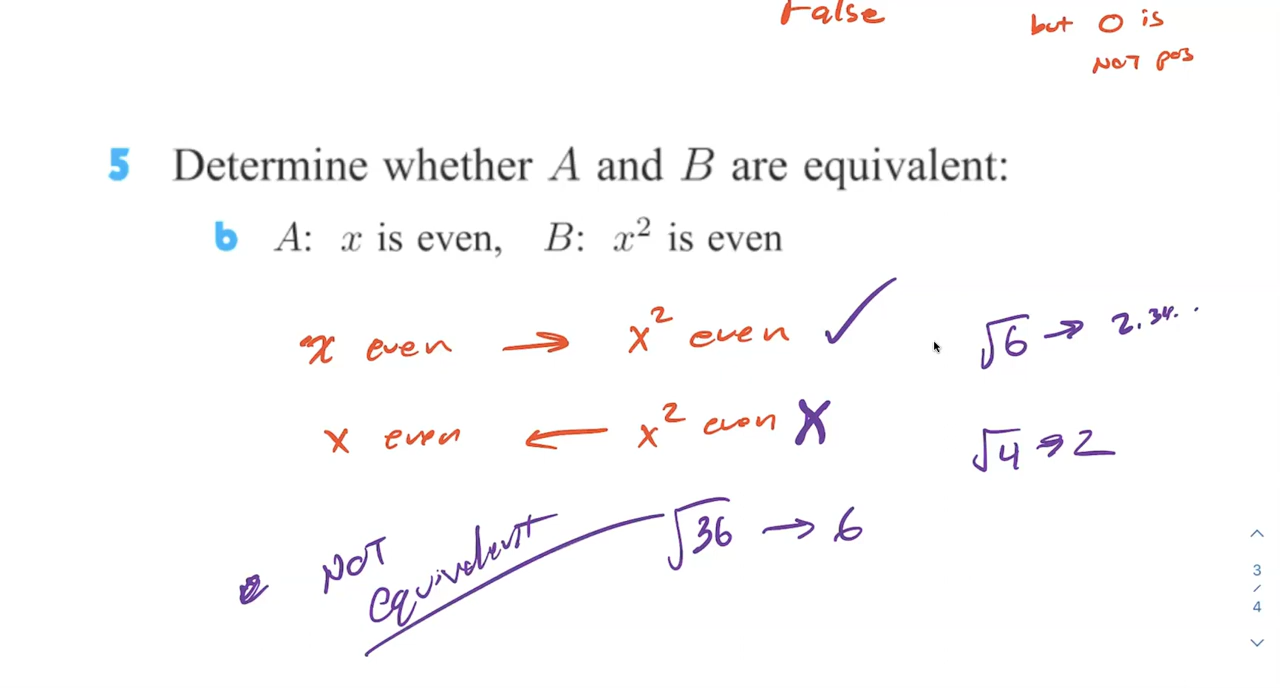 False
but 0 is
NOT pos
5 Determine whether A and B are equivalent:
b A: x is even, B: x² is even
x even → x² even ✓
√6 → 2.34..
x even ← x² even X
√4 → 2
√36 → 6
NOT
equivalent
3
/
4